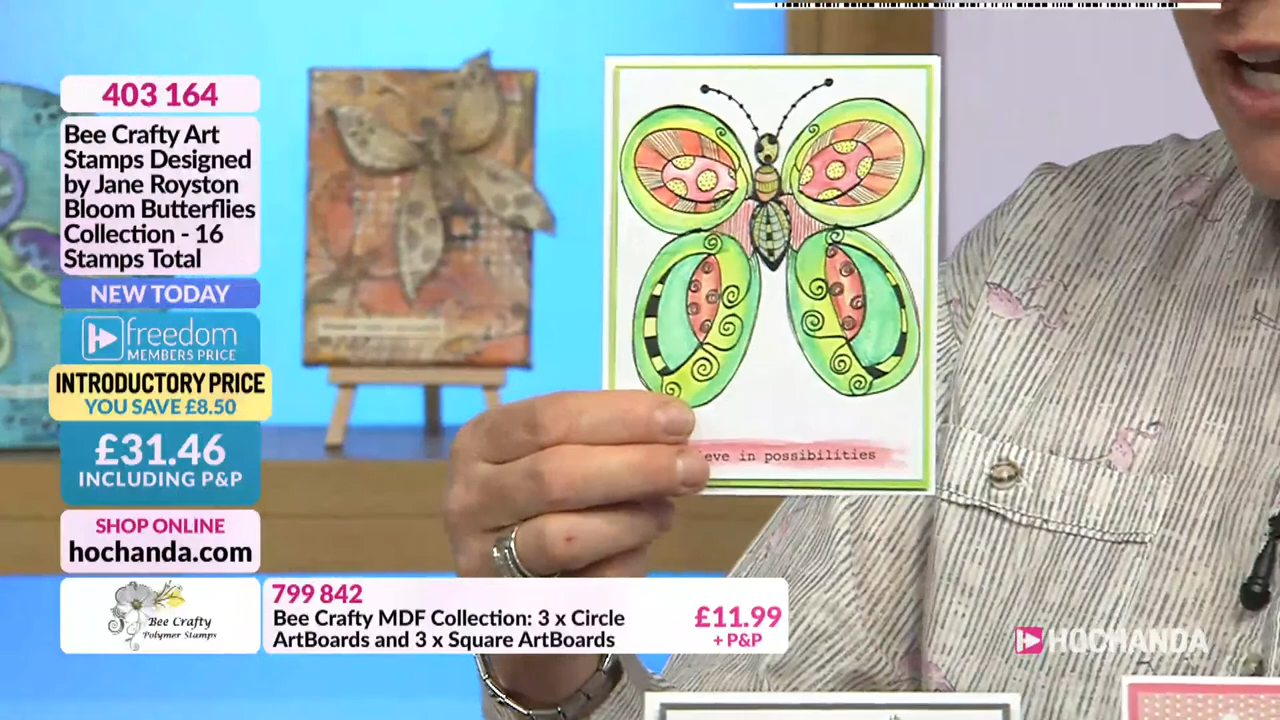 403 164
Bee Crafty Art
Stamps Designed
by Jane Royston
Bloom Butterflies
Collection - 16
Stamps Total
NEW TODAY
freedom
MEMBERS PRICE
INTRODUCTORY PRICE
YOU SAVE £8.50
£31.46
INCLUDING P&P
SHOP ONLINE
hochanda.com
Bee Crafty
Polymer Stamps
799 842
Bee Crafty MDF Collection: 3 x Circle
ArtBoards and 3 x Square ArtBoards
£11.99
+ P&P
in possibilities
HOCHANDA